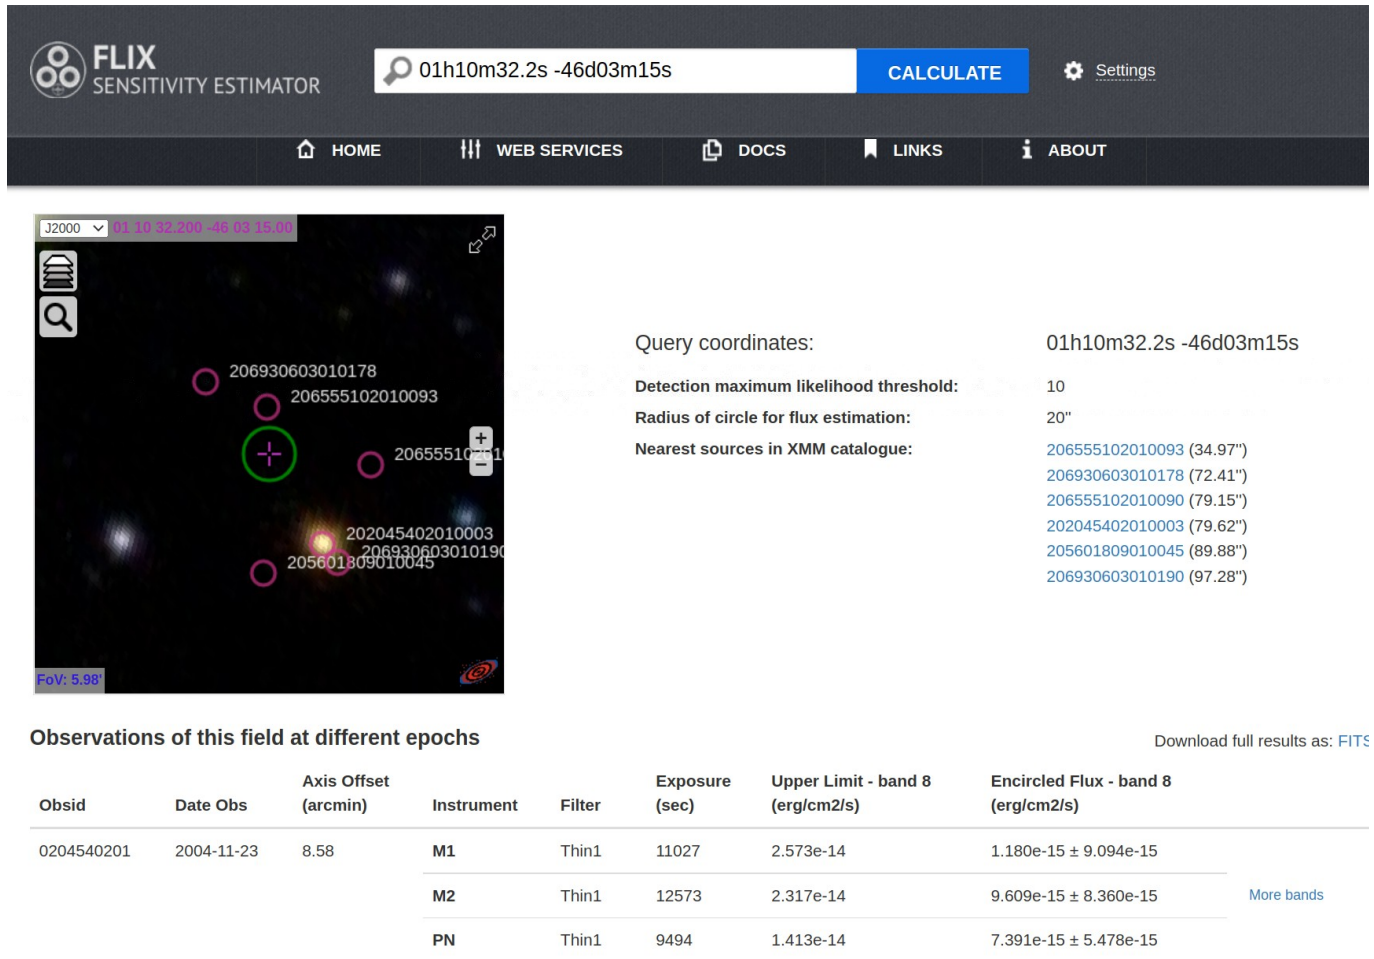 FLIX
SENSITIVITY ESTIMATOR
01h10m32.2s -46d03m15s
CALCULATE
Settings
HOME WEB SERVICES DOCS LINKS ABOUT
J2000 01 10 32.200 -46 03 15.00
206930603010178
206555102010093
+
20655510201
−
202045402010003
206930603010190
205601809010045
FoV: 5.98'
Query coordinates: 01h10m32.2s -46d03m15s
Detection maximum likelihood threshold: 10
Radius of circle for flux estimation: 20"
Nearest sources in XMM catalogue: 206555102010093 (34.97")
206930603010178 (72.41")
206555102010090 (79.15")
202045402010003 (79.62")
205601809010045 (89.88")
206930603010190 (97.28")
Observations of this field at different epochs
Download full results as: FITS
Obsid Date Obs Axis Offset (arcmin) Instrument Filter Exposure (sec) Upper Limit - band 8 (erg/cm2/s) Encircled Flux - band 8 (erg/cm2/s)
0204540201 2004-11-23 8.58 M1 Thin1 11027 2.573e-14 1.180e-15 ± 9.094e-15
M2 Thin1 12573 2.317e-14 9.609e-15 ± 8.360e-15 More bands
PN Thin1 9494 1.413e-14 7.391e-15 ± 5.478e-15